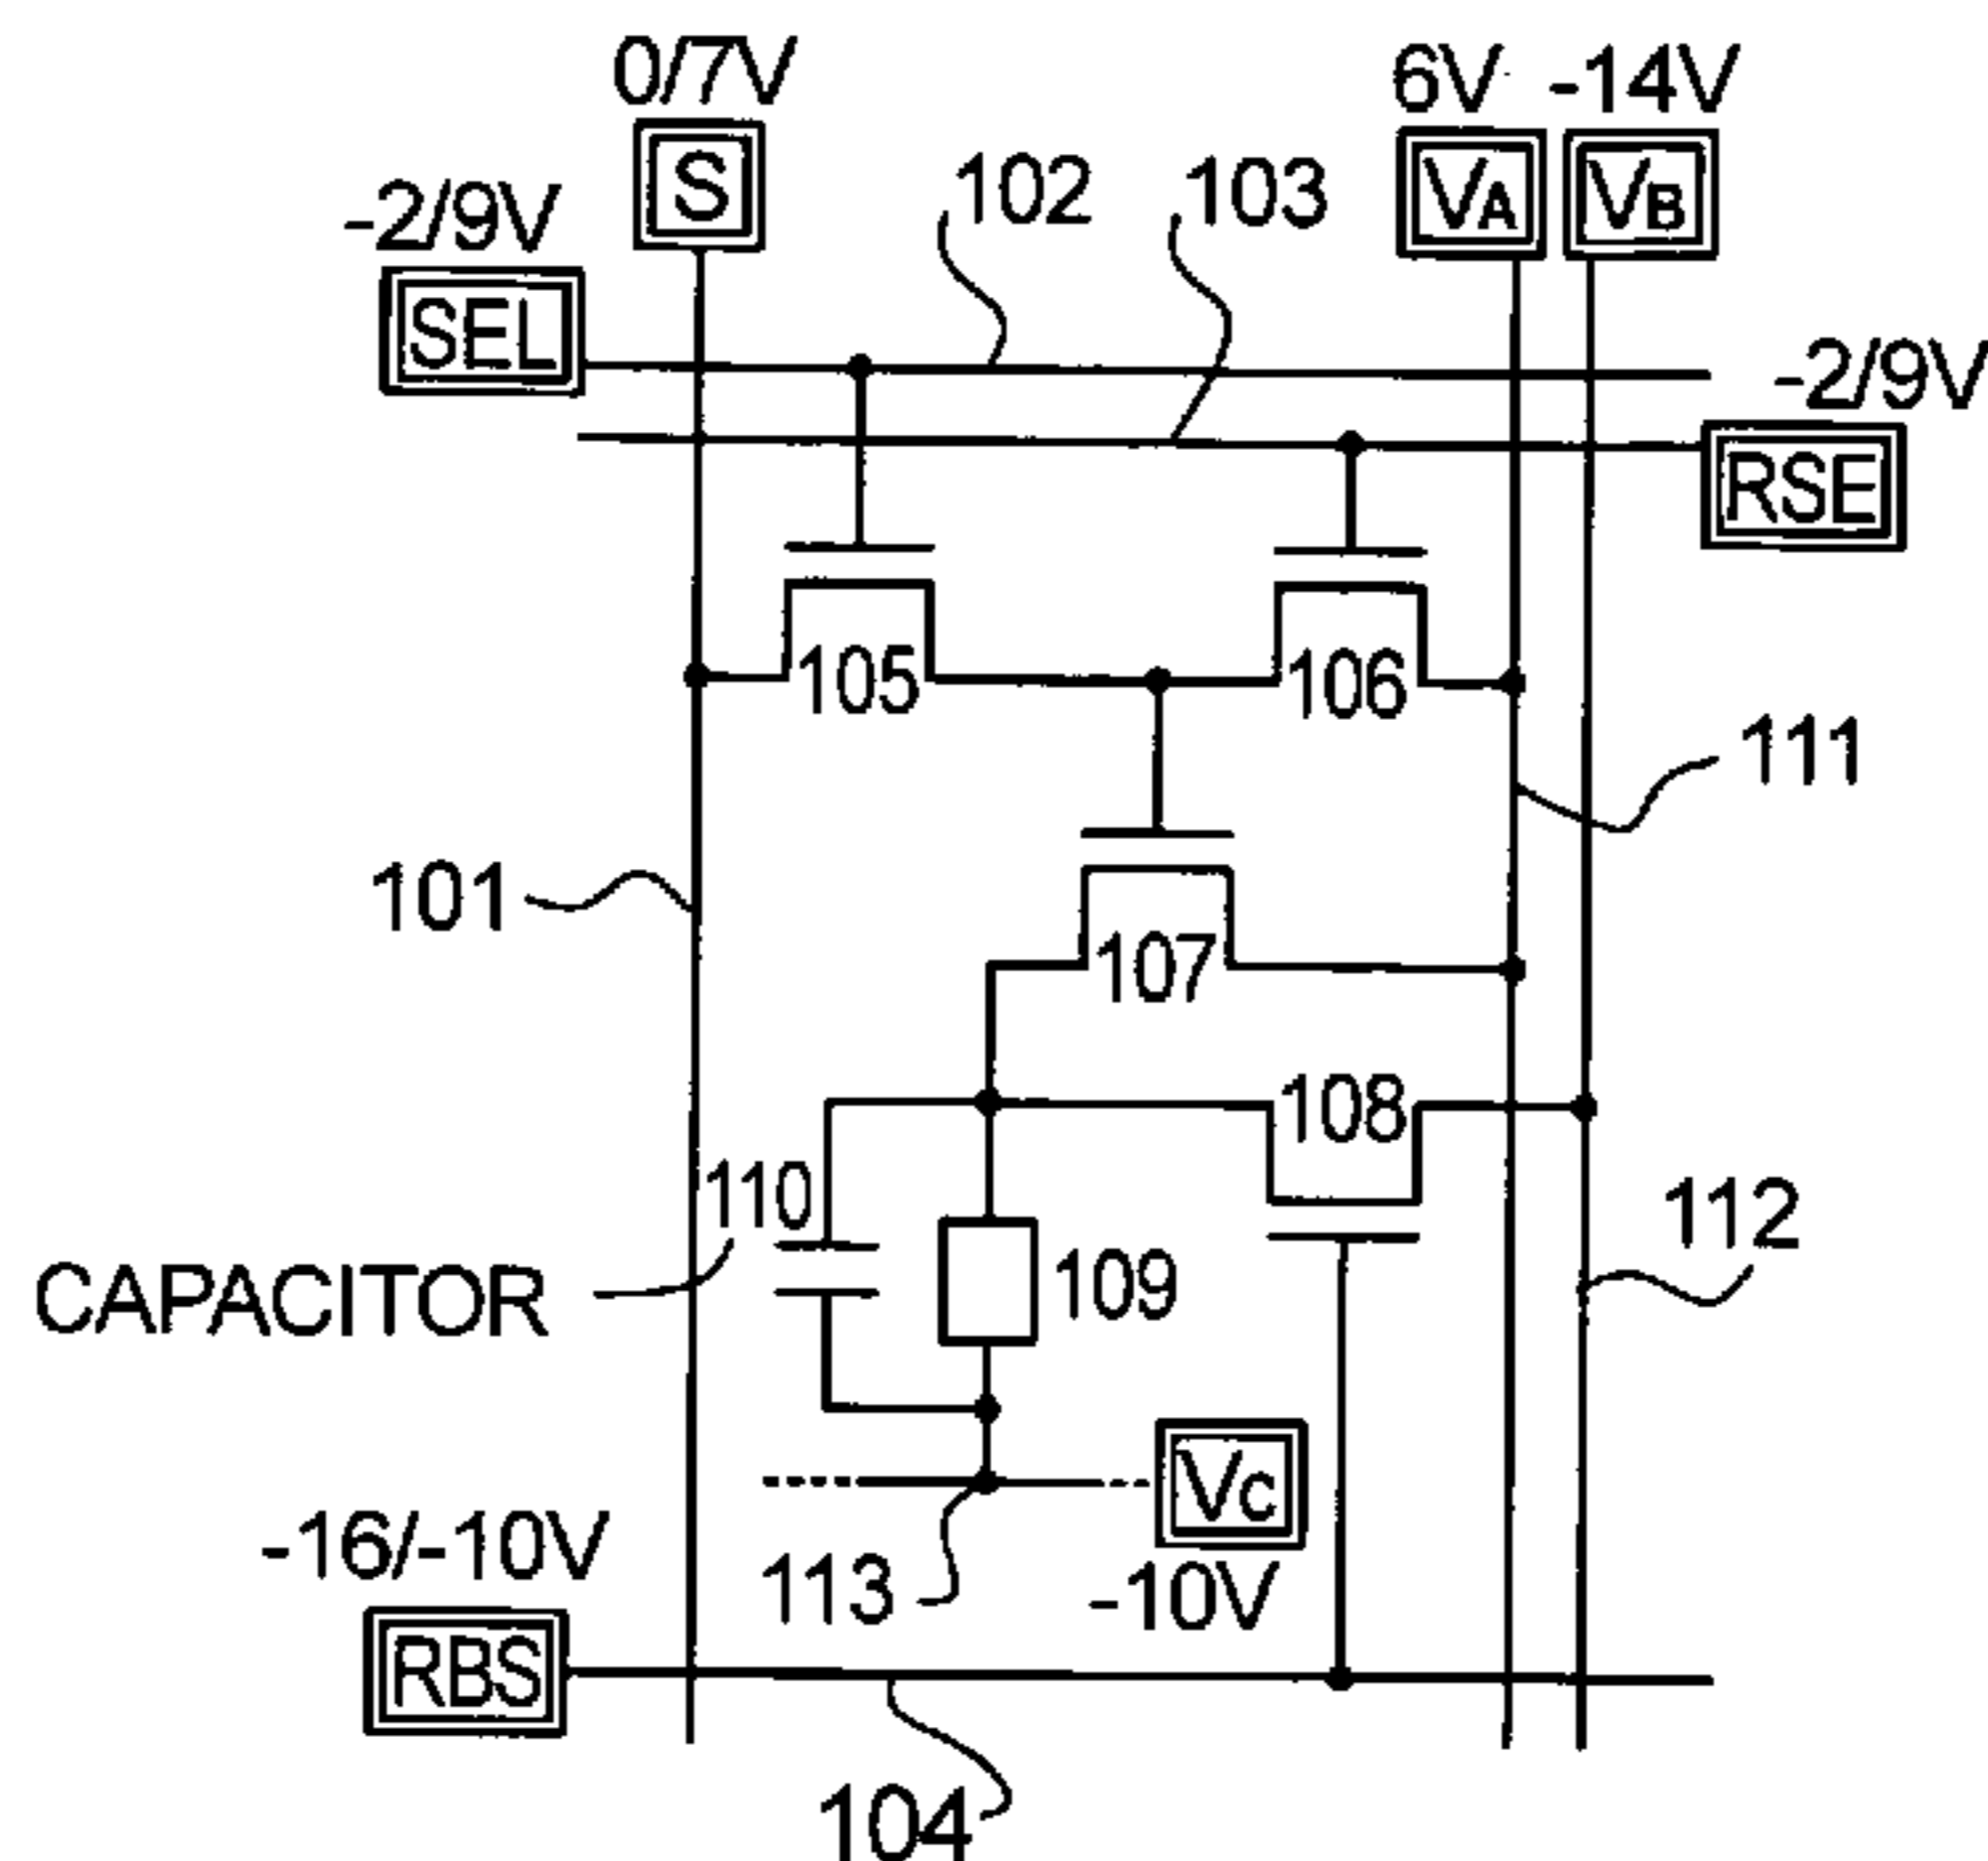 0/7V
6V
-14V
S
VA
VB
-2/9V
102
103
SEL
-2/9V
RSE
105
106
111
101
107
108
110
112
109
CAPACITOR
VC
-16/-10V
113
-10V
RBS
104